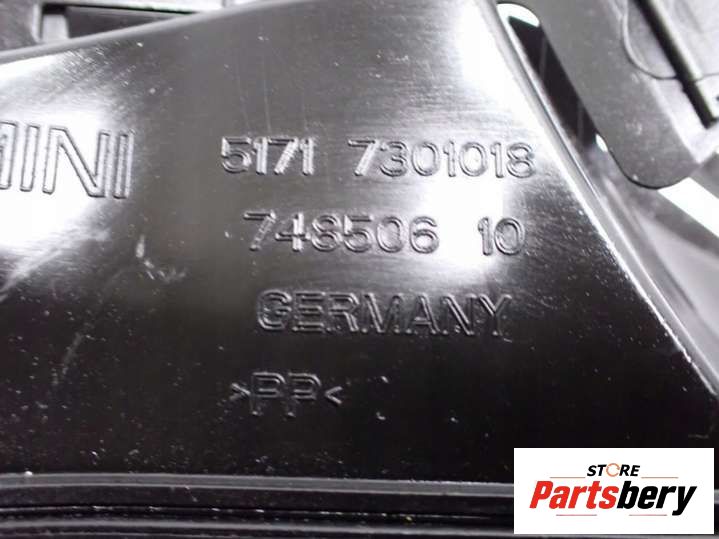 MINI 5171 7301018
748506 10
GERMANY
>PP<
STORE
Partsbery